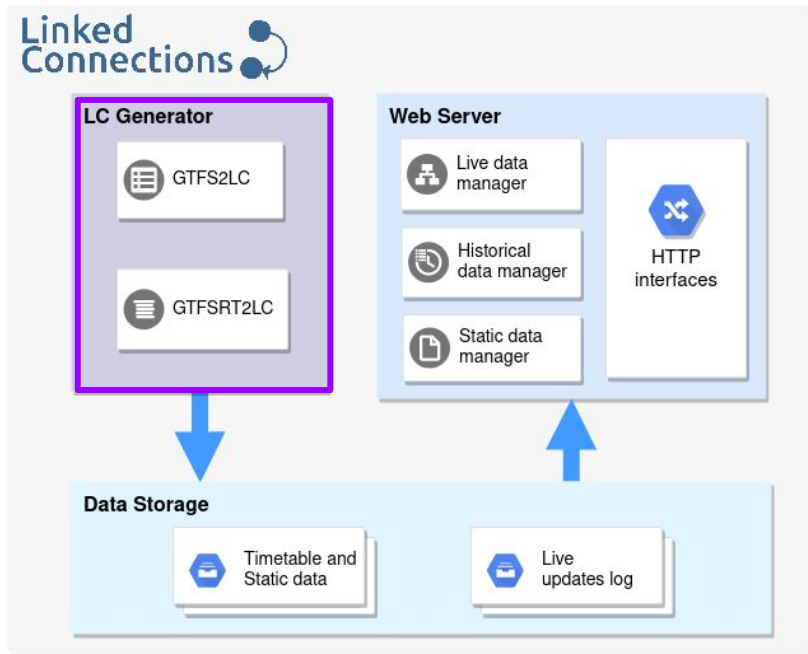 Linked
Connections
LC Generator
GTFS2LC
GTFSRT2LC
Web Server
Live data
manager
Historical
data manager
Static data
manager
HTTP
interfaces
Data Storage
Timetable and
Static data
Live
updates log